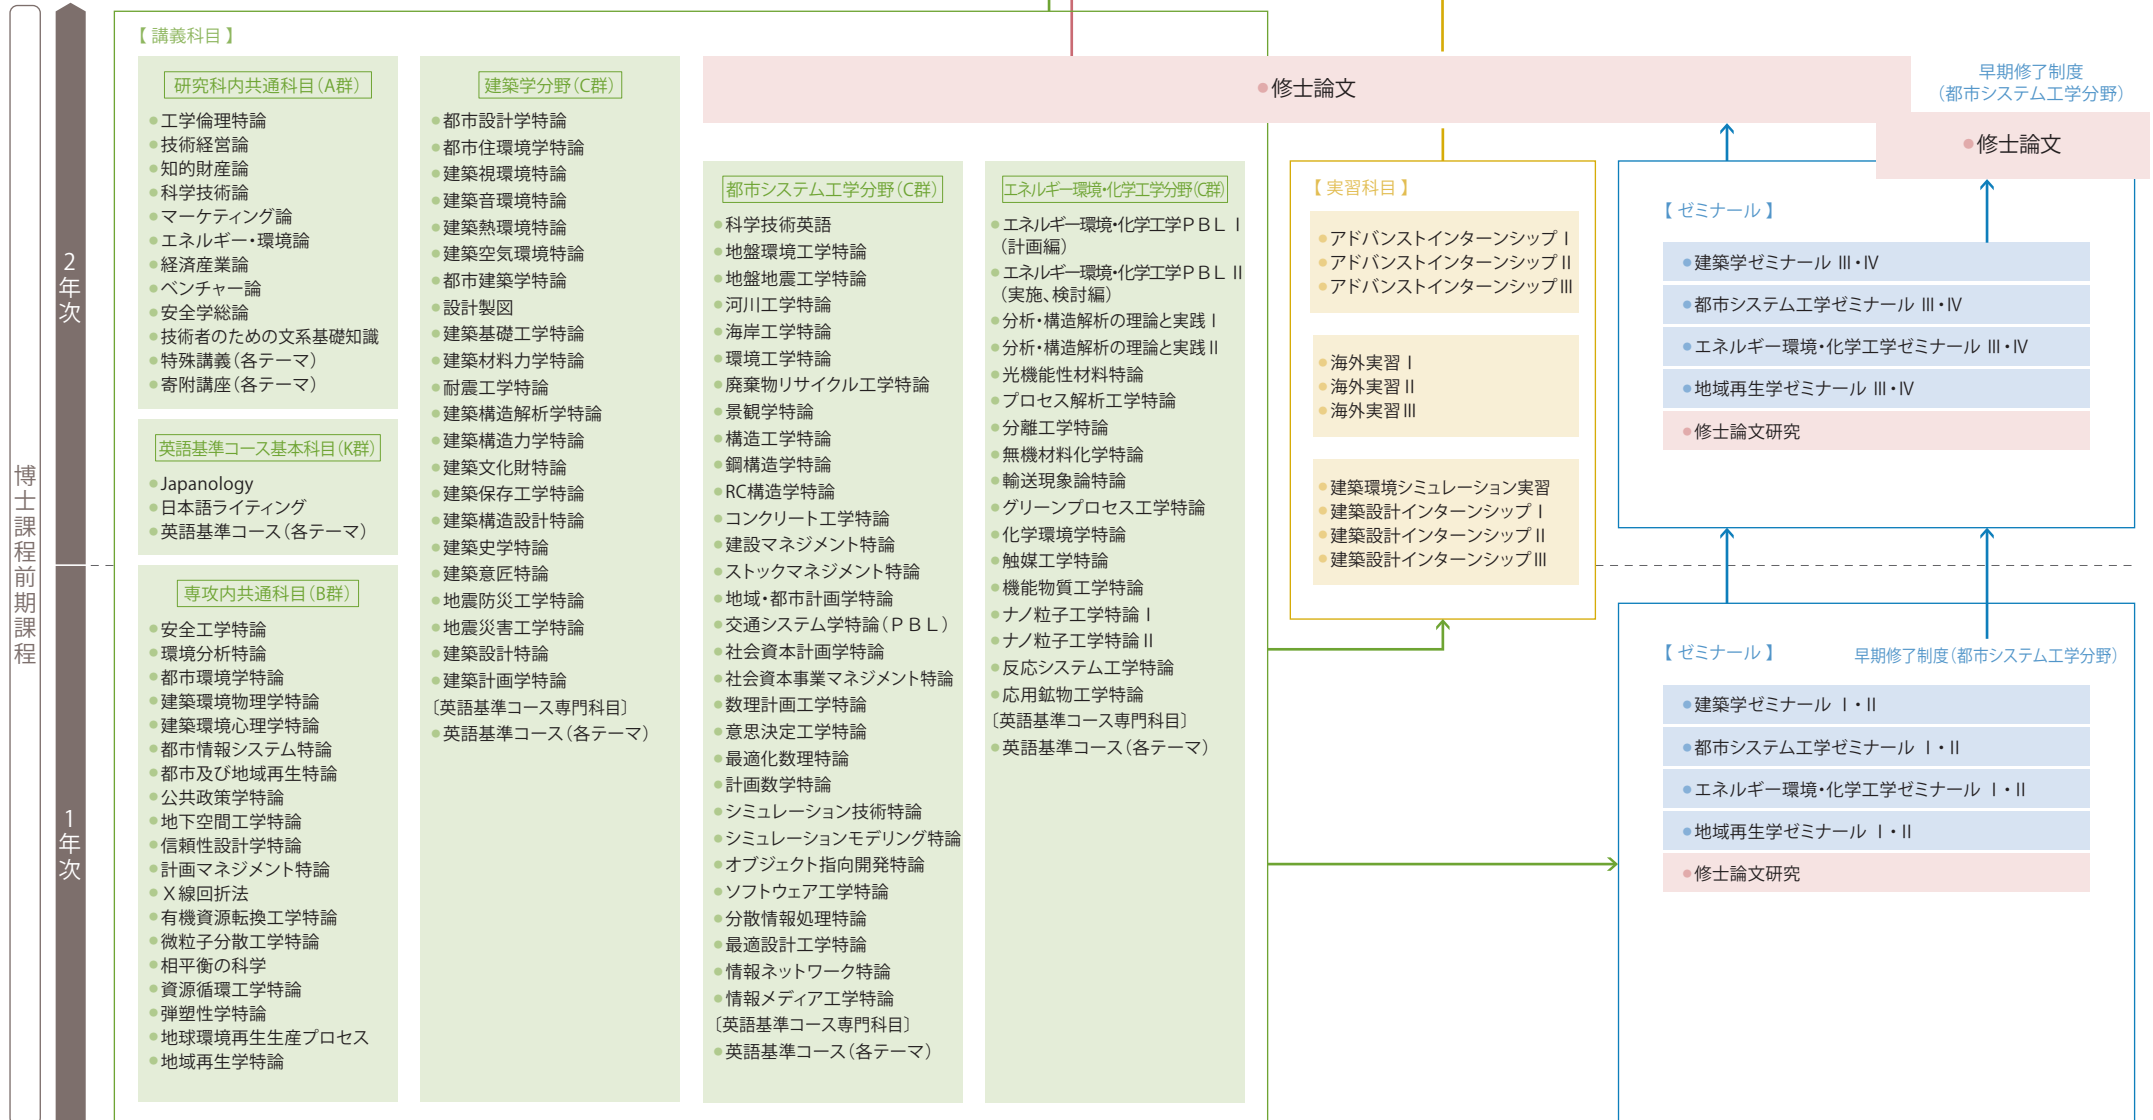 博士課程前期課程
2年次
1年次
【 講義科目 】
研究科内共通科目(A群)
●工学倫理特論
●技術経営論
●知的財産論
●科学技術論
●マーケティング論
●エネルギー・環境論
●経済産業論
●ベンチャー論
●安全学総論
●技術者のための文系基礎知識
●特殊講義(各テーマ)
●寄附講座(各テーマ)
英語基準コース基本科目(K群)
●Japanology
●日本語ライティング
●英語基準コース(各テーマ)
専攻内共通科目(B群)
●安全工学特論
●環境分析特論
●都市環境学特論
●建築環境物理学特論
●建築環境心理学特論
●都市情報システム特論
●都市及び地域再生特論
●公共政策学特論
●地下空間工学特論
●信頼性設計学特論
●計画マネジメント特論
●X線回折法
●有機資源転換工学特論
●微粒子分散工学特論
●相平衡の科学
●資源循環工学特論
●弾塑性学特論
●地球環境再生生産プロセス
●地域再生学特論
建築学分野(C群)
●都市設計学特論
●都市住環境学特論
●建築視環境特論
●建築音環境特論
●建築熱環境特論
●建築空気環境特論
●都市建築学特論
●設計製図
●建築基礎工学特論
●建築材料力学特論
●耐震工学特論
●建築構造解析学特論
●建築構造力学特論
●建築文化財特論
●建築保存工学特論
●建築構造設計特論
●建築史学特論
●建築意匠特論
●地震防災工学特論
●地震災害工学特論
●建築設計特論
●建築計画学特論
〔英語基準コース専門科目〕
●英語基準コース(各テーマ)
●修士論文
都市システム工学分野(C群)
●科学技術英語
●地盤環境工学特論
●地盤地震工学特論
●河川工学特論
●海岸工学特論
●環境工学特論
●廃棄物リサイクル工学特論
●景観学特論
●構造工学特論
●鋼構造学特論
●RC構造学特論
●コンクリート工学特論
●建設マネジメント特論
●ストックマネジメント特論
●地域・都市計画学特論
●交通システム学特論(PBL)
●社会資本計画学特論
●社会資本事業マネジメント特論
●数理計画工学特論
●意思決定工学特論
●最適化数理特論
●計画数学特論
●シミュレーション技術特論
●シミュレーションモデリング特論
●オブジェクト指向開発特論
●ソフトウェア工学特論
●分散情報処理特論
●最適設計工学特論
●情報ネットワーク特論
●情報メディア工学特論
〔英語基準コース専門科目〕
●英語基準コース(各テーマ)
エネルギー環境・化学工学分野(C群)
●エネルギー環境・化学工学PBL Ⅰ
(計画編)
●エネルギー環境・化学工学PBL Ⅱ
(実施、検討編)
●分析・構造解析の理論と実践Ⅰ
●分析・構造解析の理論と実践Ⅱ
●光機能性材料特論
●プロセス解析工学特論
●分離工学特論
●無機材料化学特論
●輸送現象論特論
●グリーンプロセス工学特論
●化学環境学特論
●触媒工学特論
●機能物質工学特論
●ナノ粒子工学特論Ⅰ
●ナノ粒子工学特論Ⅱ
●反応システム工学特論
●応用鉱物工学特論
〔英語基準コース専門科目〕
●英語基準コース(各テーマ)
【 実習科目 】
●アドバンストインターンシップⅠ
●アドバンストインターンシップⅡ
●アドバンストインターンシップⅢ
●海外実習Ⅰ
●海外実習Ⅱ
●海外実習Ⅲ
●建築環境シミュレーション実習
●建築設計インターンシップⅠ
●建築設計インターンシップⅡ
●建築設計インターンシップⅢ
早期修了制度
(都市システム工学分野)
●修士論文
【 ゼミナール 】
●建築学ゼミナール Ⅲ・Ⅳ
●都市システム工学ゼミナール Ⅲ・Ⅳ
●エネルギー環境・化学工学ゼミナール Ⅲ・Ⅳ
●地域再生学ゼミナール Ⅲ・Ⅳ
●修士論文研究
【 ゼミナール 】
早期修了制度(都市システム工学分野)
●建築学ゼミナール Ⅰ・Ⅱ
●都市システム工学ゼミナール Ⅰ・Ⅱ
●エネルギー環境・化学工学ゼミナール Ⅰ・Ⅱ
●地域再生学ゼミナール Ⅰ・Ⅱ
●修士論文研究